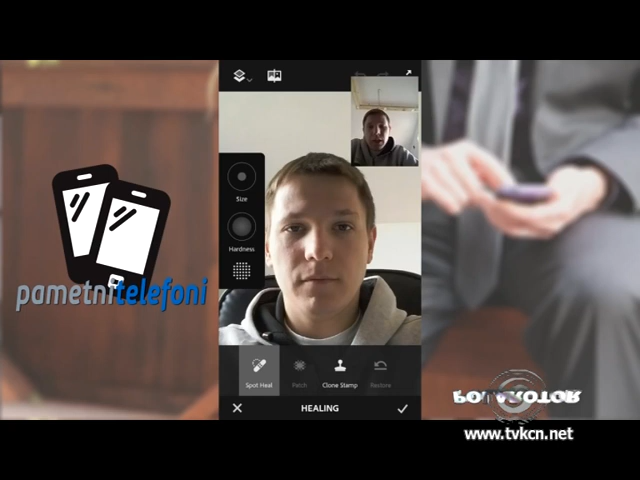 Size
Hardness
pametnitelefoni
Spot Heal
Patch
Clone Stamp
Restore
HEALING
www.tvkcn.net